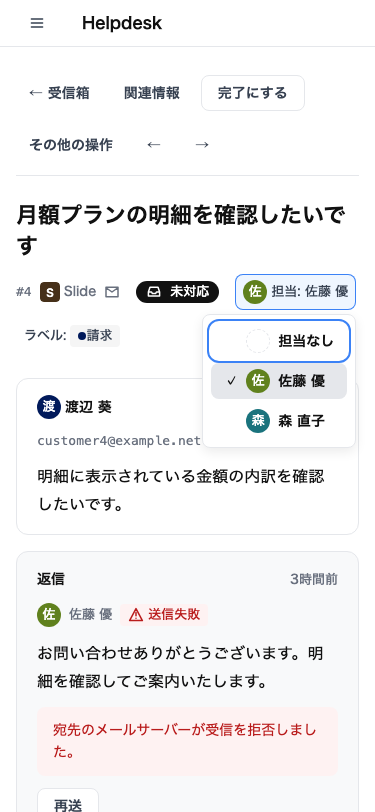 Helpdesk
← 受信箱
関連情報
完了にする
その他の操作
←
→
月額プランの明細を確認したいで
す
#4
S Slide
未対応
佐 担当: 佐藤 優
ラベル: 請求
担当なし
✓ 佐 佐藤 優
森 森 直子
渡 渡辺 葵
customer4@example.net
明細に表示されている金額の内訳を確認
したいです。
返信
3時間前
佐 佐藤 優
送信失敗
お問い合わせありがとうございます。明
細を確認してご案内いたします。
宛先のメールサーバーが受信を拒否しまし
た。
再送